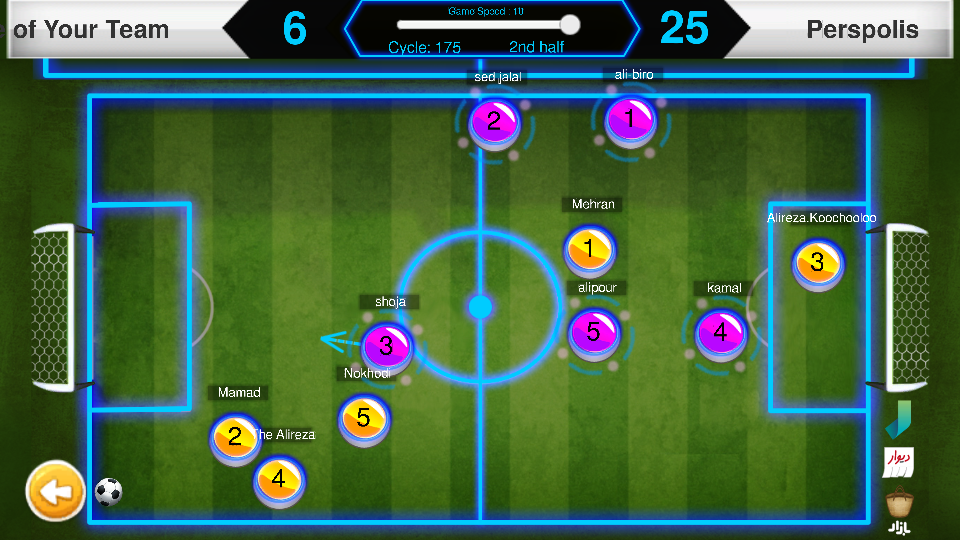 of Your Team
6
Game Speed : 10
Cycle: 175
2nd half
25
Perspolis
sed jalal
2
ali-biro
1
Mehran
1
Alireza.Koochooloo
3
alipour
5
kamal
4
shoja
3
Nokhodi
5
Mamad
2
The Alireza
4
دیوار
بازار